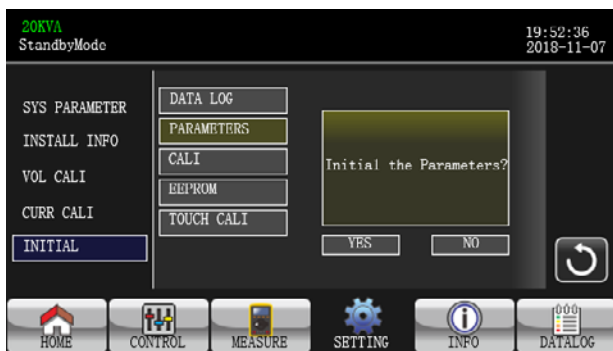 20KVA
StandbyMode
19:52:36
2018-11-07
SYS PARAMETER
INSTALL INFO
VOL CALI
CURR CALI
INITIAL
DATA LOG
PARAMETERS
CALI
EEPROM
TOUCH CALI
Initial the Parameters?
YES
NO
HOME
CONTROL
MEASURE
SETTING
INFO
DATALOG